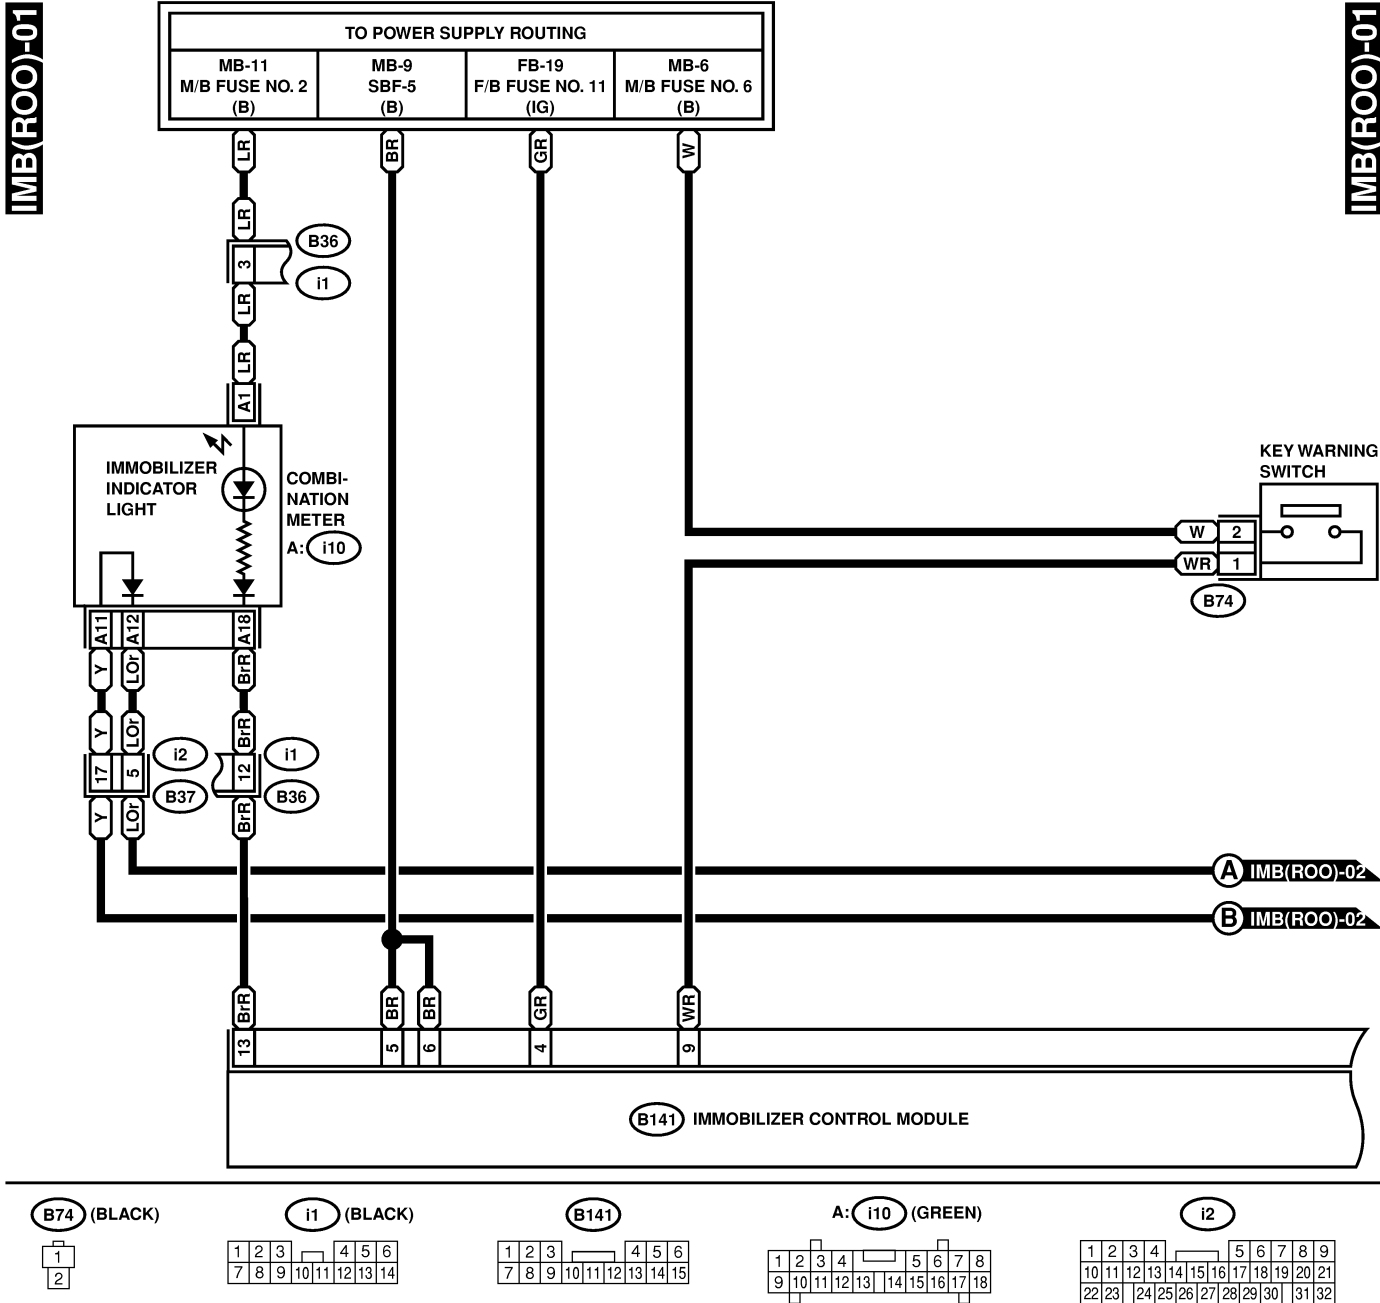 IMB(ROO)-01
IMB(ROO)-01
TO POWER SUPPLY ROUTING
MB-11
M/B FUSE NO. 2
(B)
MB-9
SBF-5
(B)
FB-19
F/B FUSE NO. 11
(IG)
MB-6
M/B FUSE NO. 6
(B)
LR
BR
GR
W
LR
B36
3
i1
LR
LR
A1
KEY WARNING
SWITCH
IMMOBILIZER
INDICATOR
LIGHT
COMBI-
NATION
METER
A: i10
W 2
WR 1
B74
A11 A12 A18
Y LOr BrR
Y LOr BrR
17 5 i2 12 i1
B37 B36
Y LOr BrR
A IMB(ROO)-02
B IMB(ROO)-02
BrR BR BR GR WR
13 5 6 4 9
B141 IMMOBILIZER CONTROL MODULE
B74 (BLACK)
1
2
i1 (BLACK)
1 2 3 4 5 6
7 8 9 10 11 12 13 14
B141
1 2 3 4 5 6
7 8 9 10 11 12 13 14 15
A: i10 (GREEN)
1 2 3 4 5 6 7 8
9 10 11 12 13 14 15 16 17 18
i2
1 2 3 4 5 6 7 8 9
10 11 12 13 14 15 16 17 18 19 20 21
22 23 24 25 26 27 28 29 30 31 32